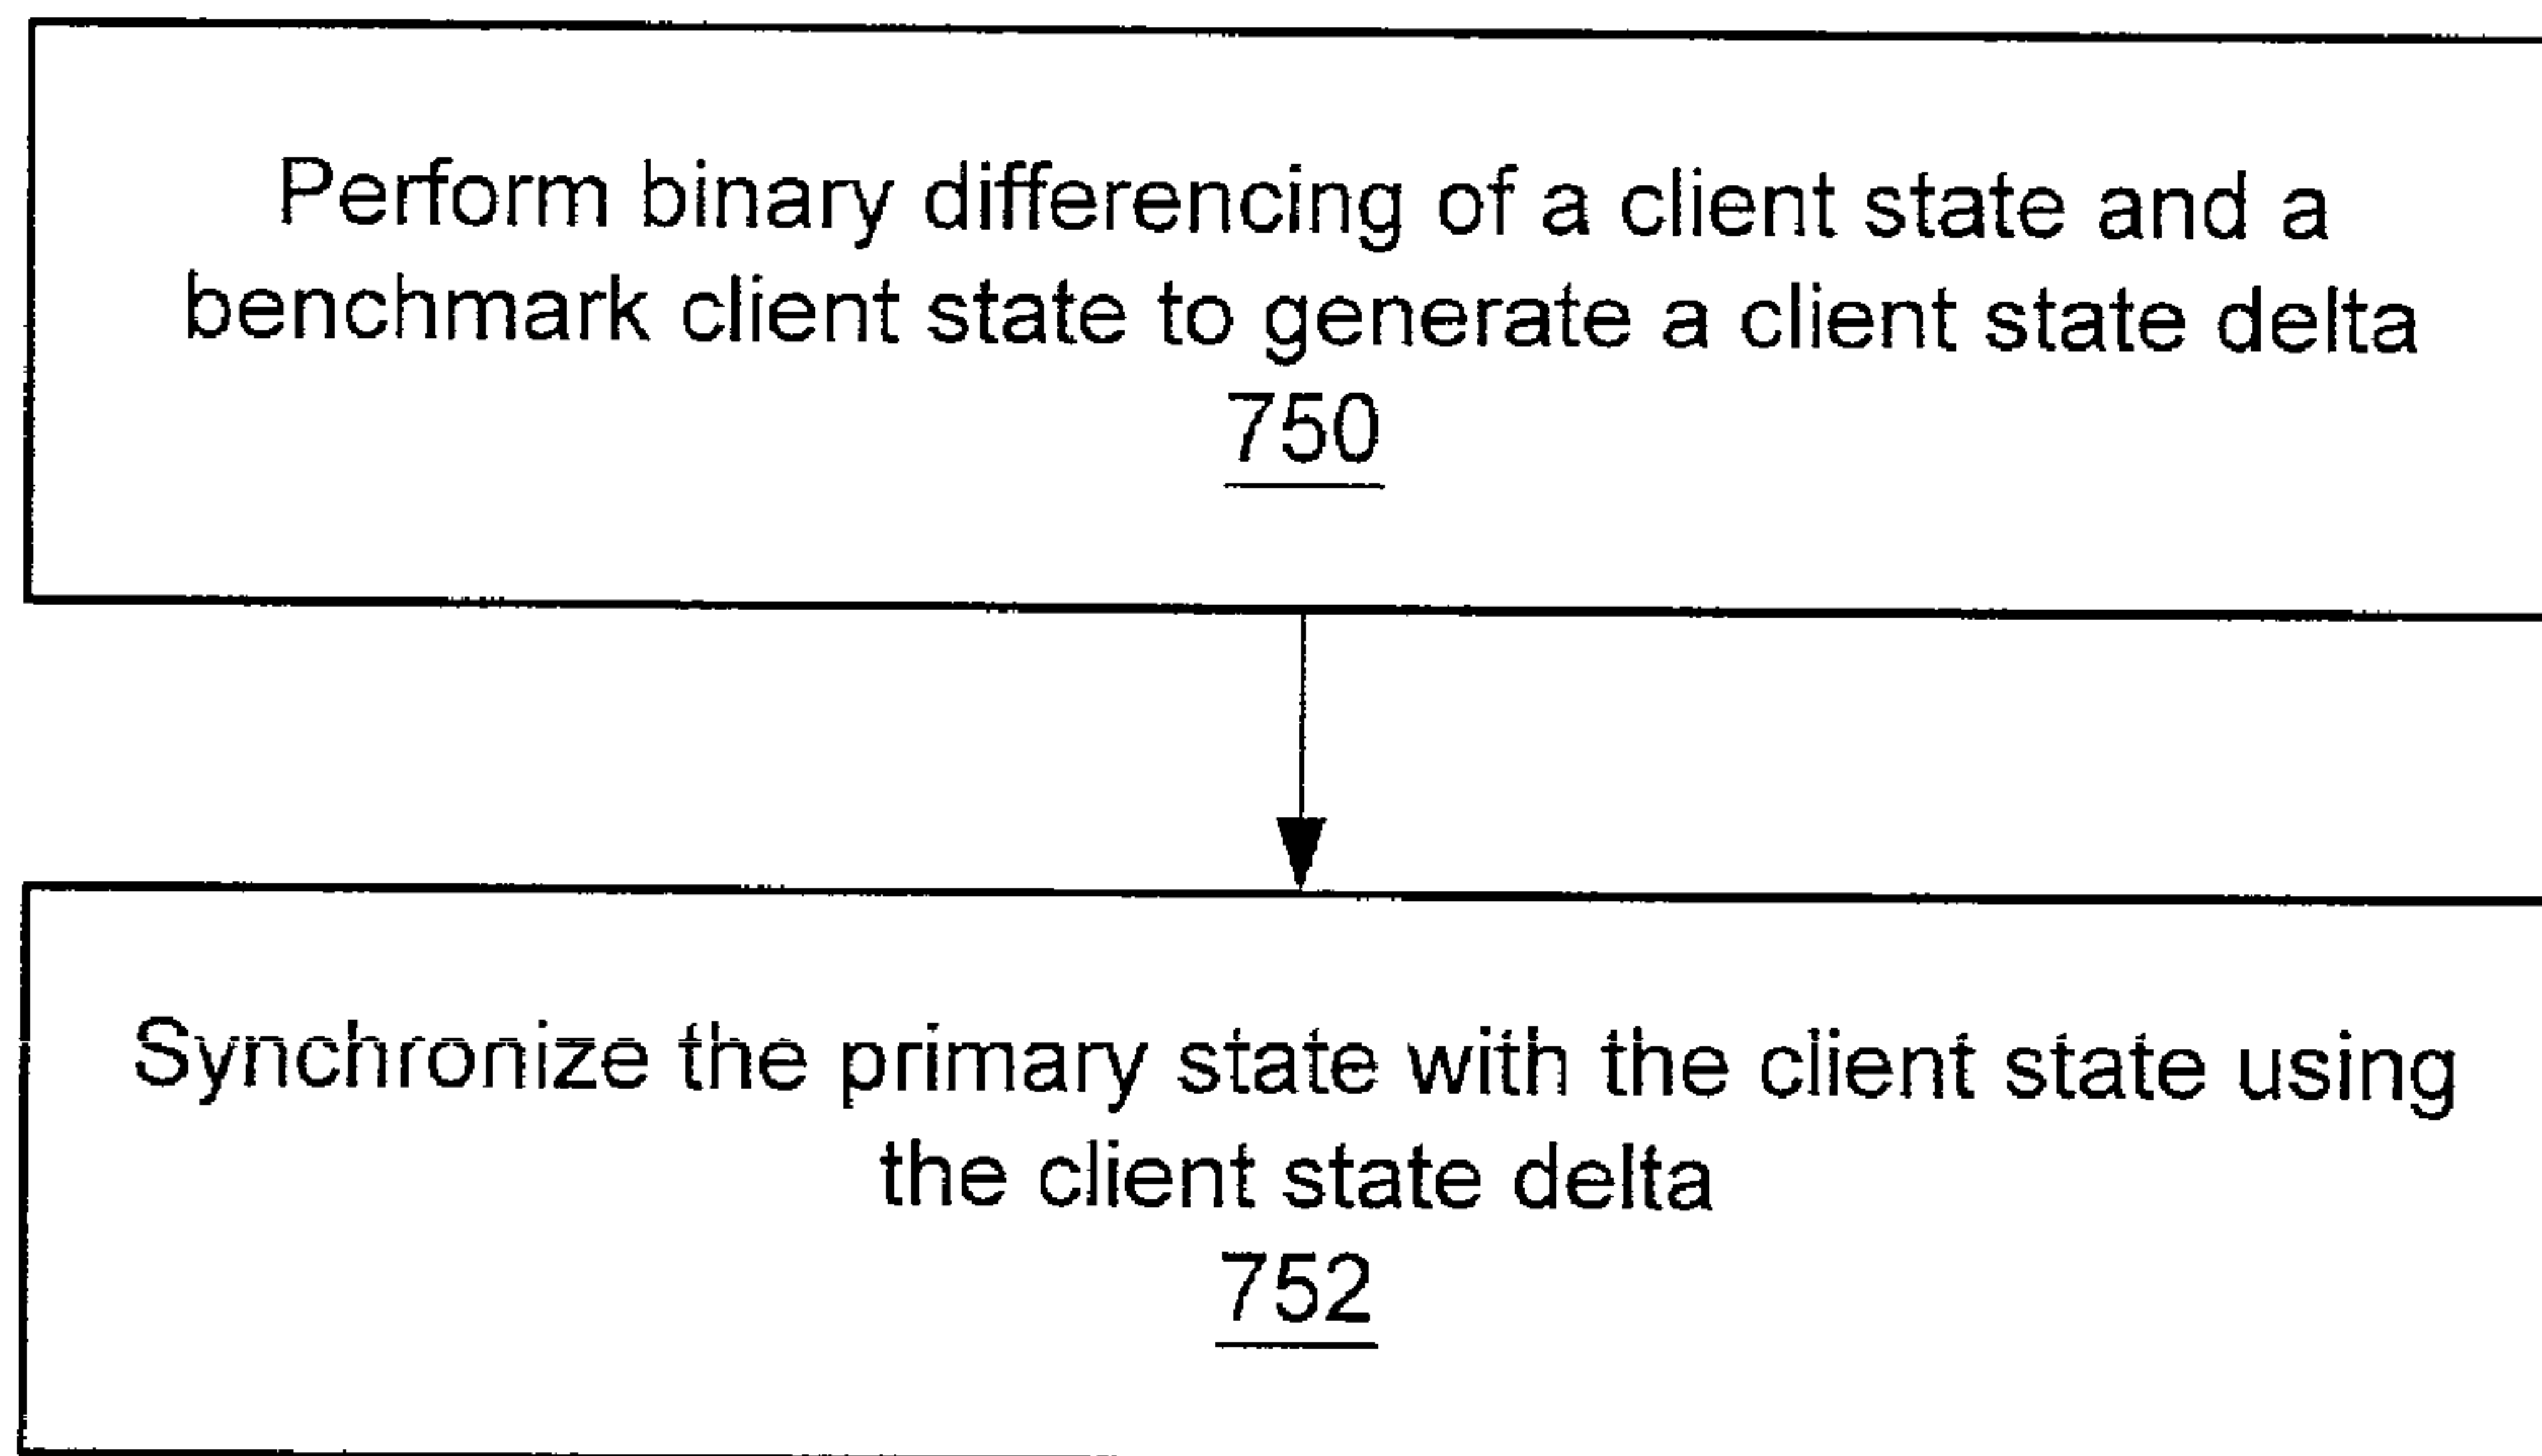 Perform binary differencing of a client state and a
benchmark client state to generate a client state delta
750
Synchronize the primary state with the client state using
the client state delta
752